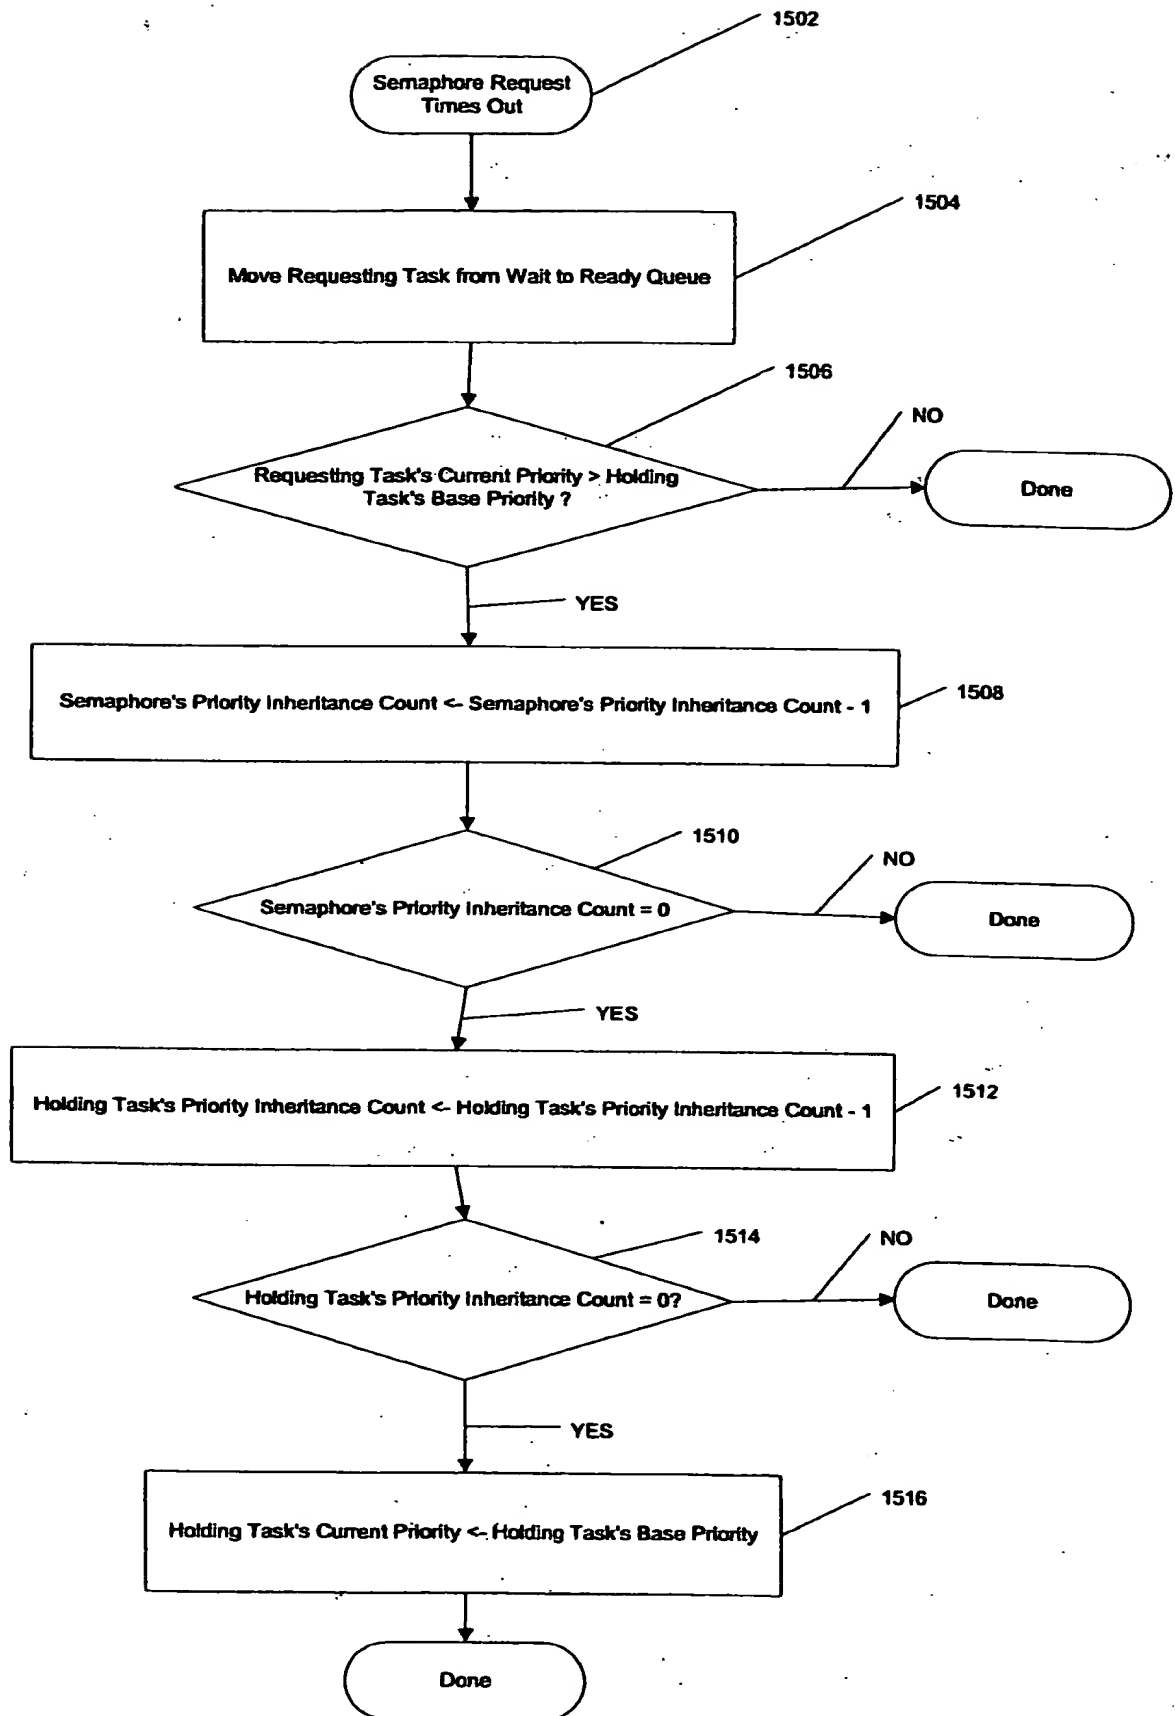 1502
Semaphore Request
Times Out
1504
Move Requesting Task from Wait to Ready Queue
1506
NO
Requesting Task's Current Priority > Holding
Task's Base Priority ?
Done
YES
Semaphore's Priority Inheritance Count <- Semaphore's Priority Inheritance Count - 1
1508
1510
NO
Semaphore's Priority Inheritance Count = 0
Done
YES
Holding Task's Priority Inheritance Count <- Holding Task's Priority Inheritance Count - 1
1512
1514
NO
Holding Task's Priority Inheritance Count = 0?
Done
YES
1516
Holding Task's Current Priority <- Holding Task's Base Priority
Done